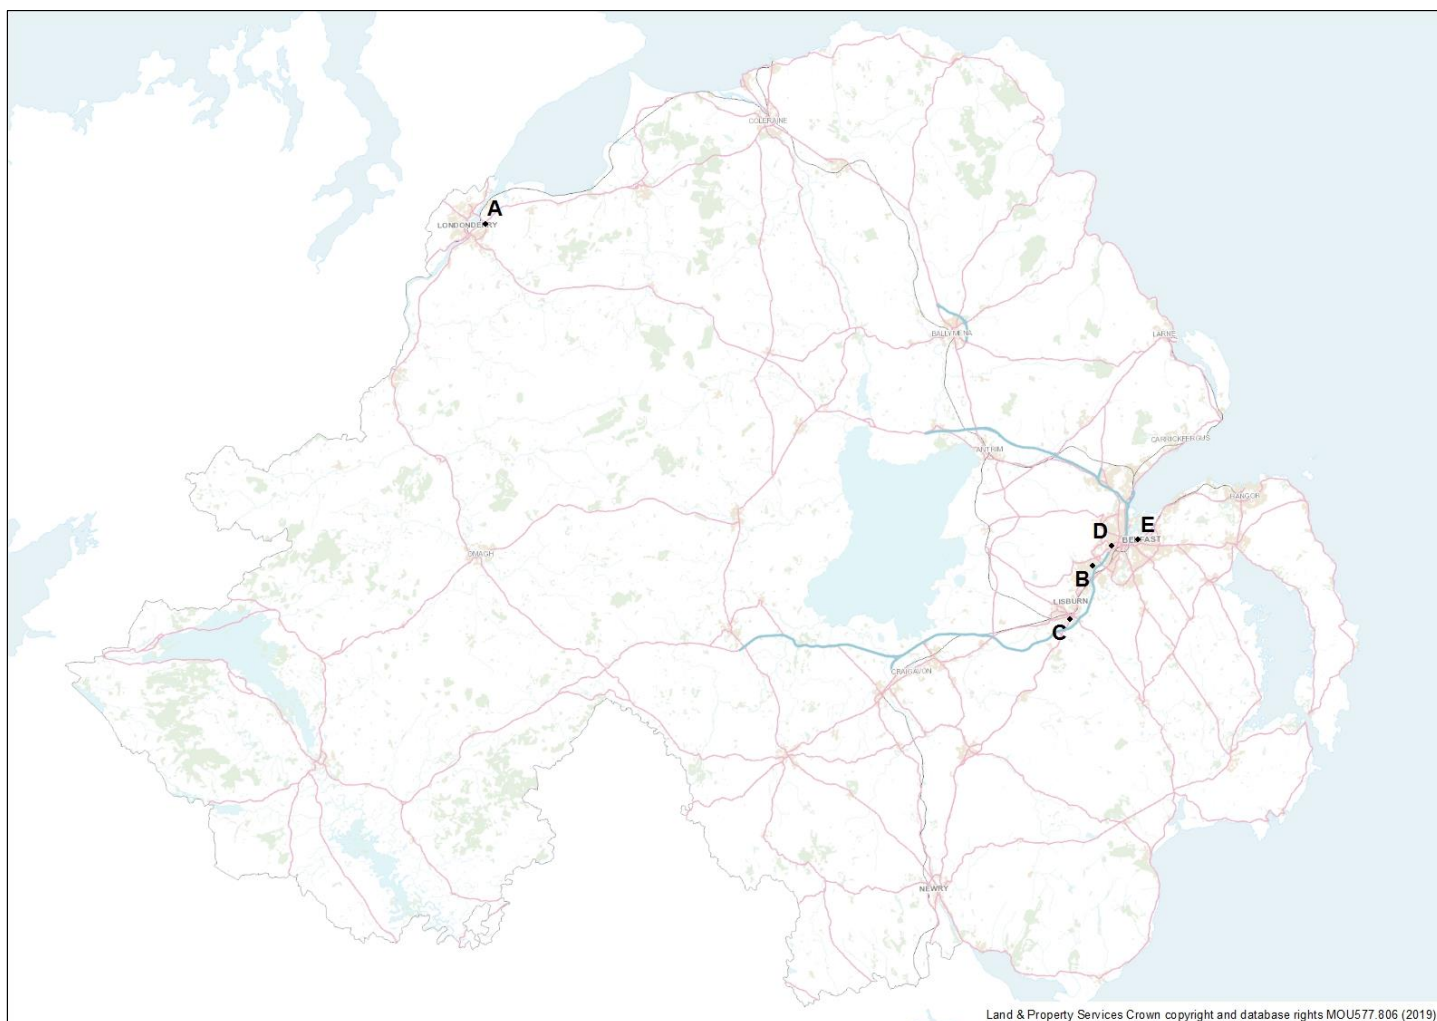 COLERAINE
A
LONDONDERRY
BALLYMENA
LARNE
CARRICKFERGUS
ANTRIM
BANGOR
E
D
BELFAST
OMAGH
B
LISBURN
C
CRAIGAVON
NEWRY
Land & Property Services Crown copyright and database rights MOU577.806 (2019)